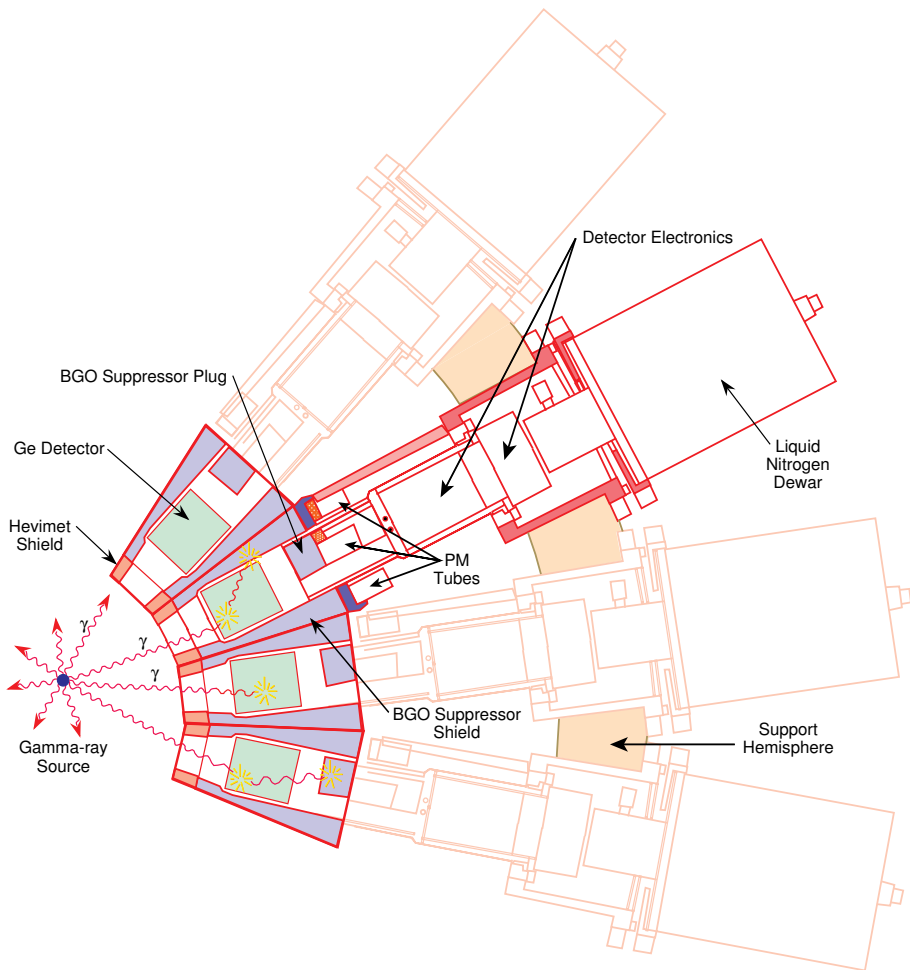 Detector Electronics
BGO Suppressor Plug
Ge Detector
Liquid
Nitrogen
Dewar
Hevimet
Shield
PM
Tubes
γ
γ
γ
BGO Suppressor
Shield
Gamma-ray
Source
Support
Hemisphere